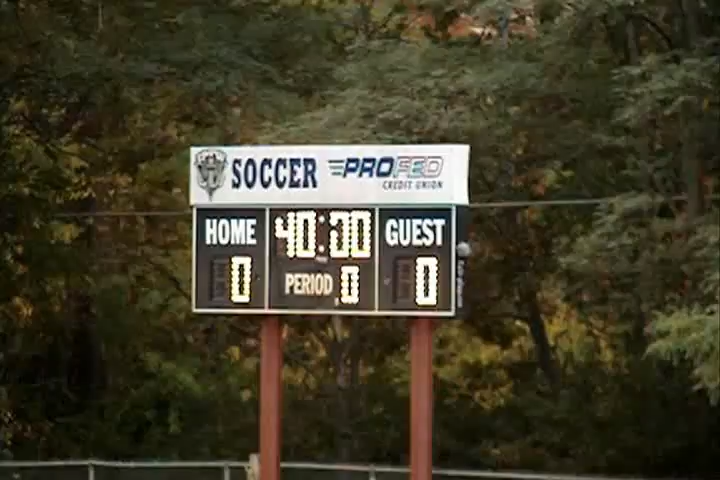 SOCCER PROFED
CREDIT UNION
HOME 40:00 GUEST
0 PERIOD 0 0